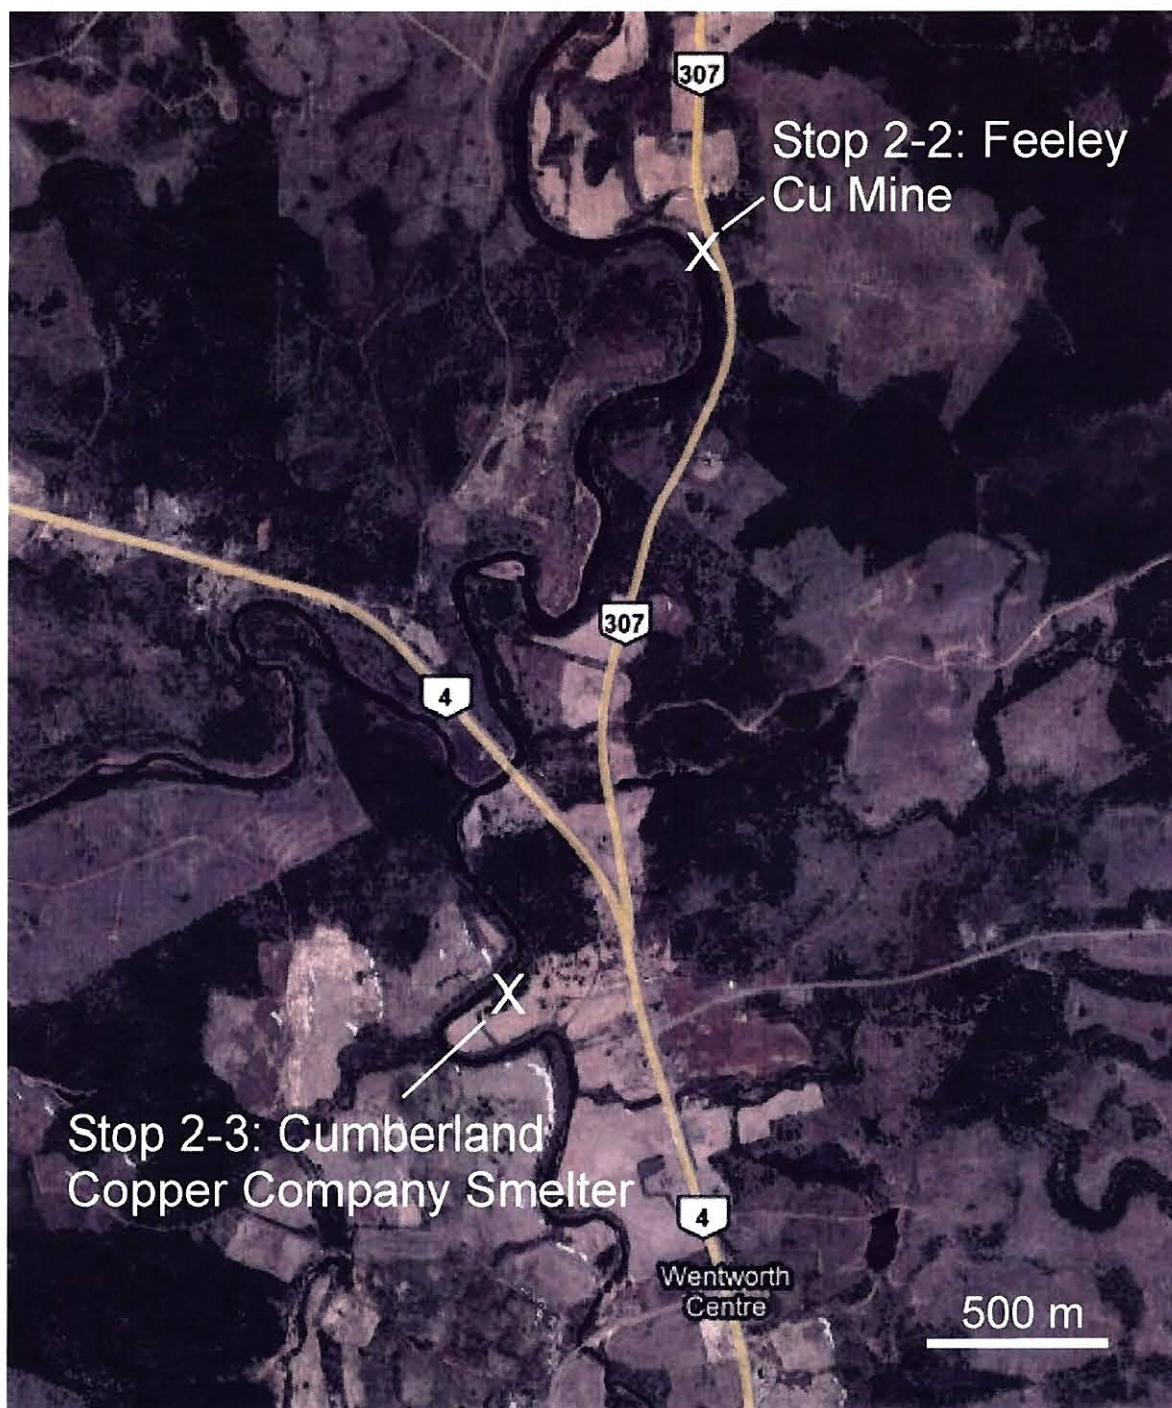 307
Stop 2-2: Feeley
Cu Mine
307
4
Stop 2-3: Cumberland
Copper Company Smelter
4
Wentworth
Centre
500 m